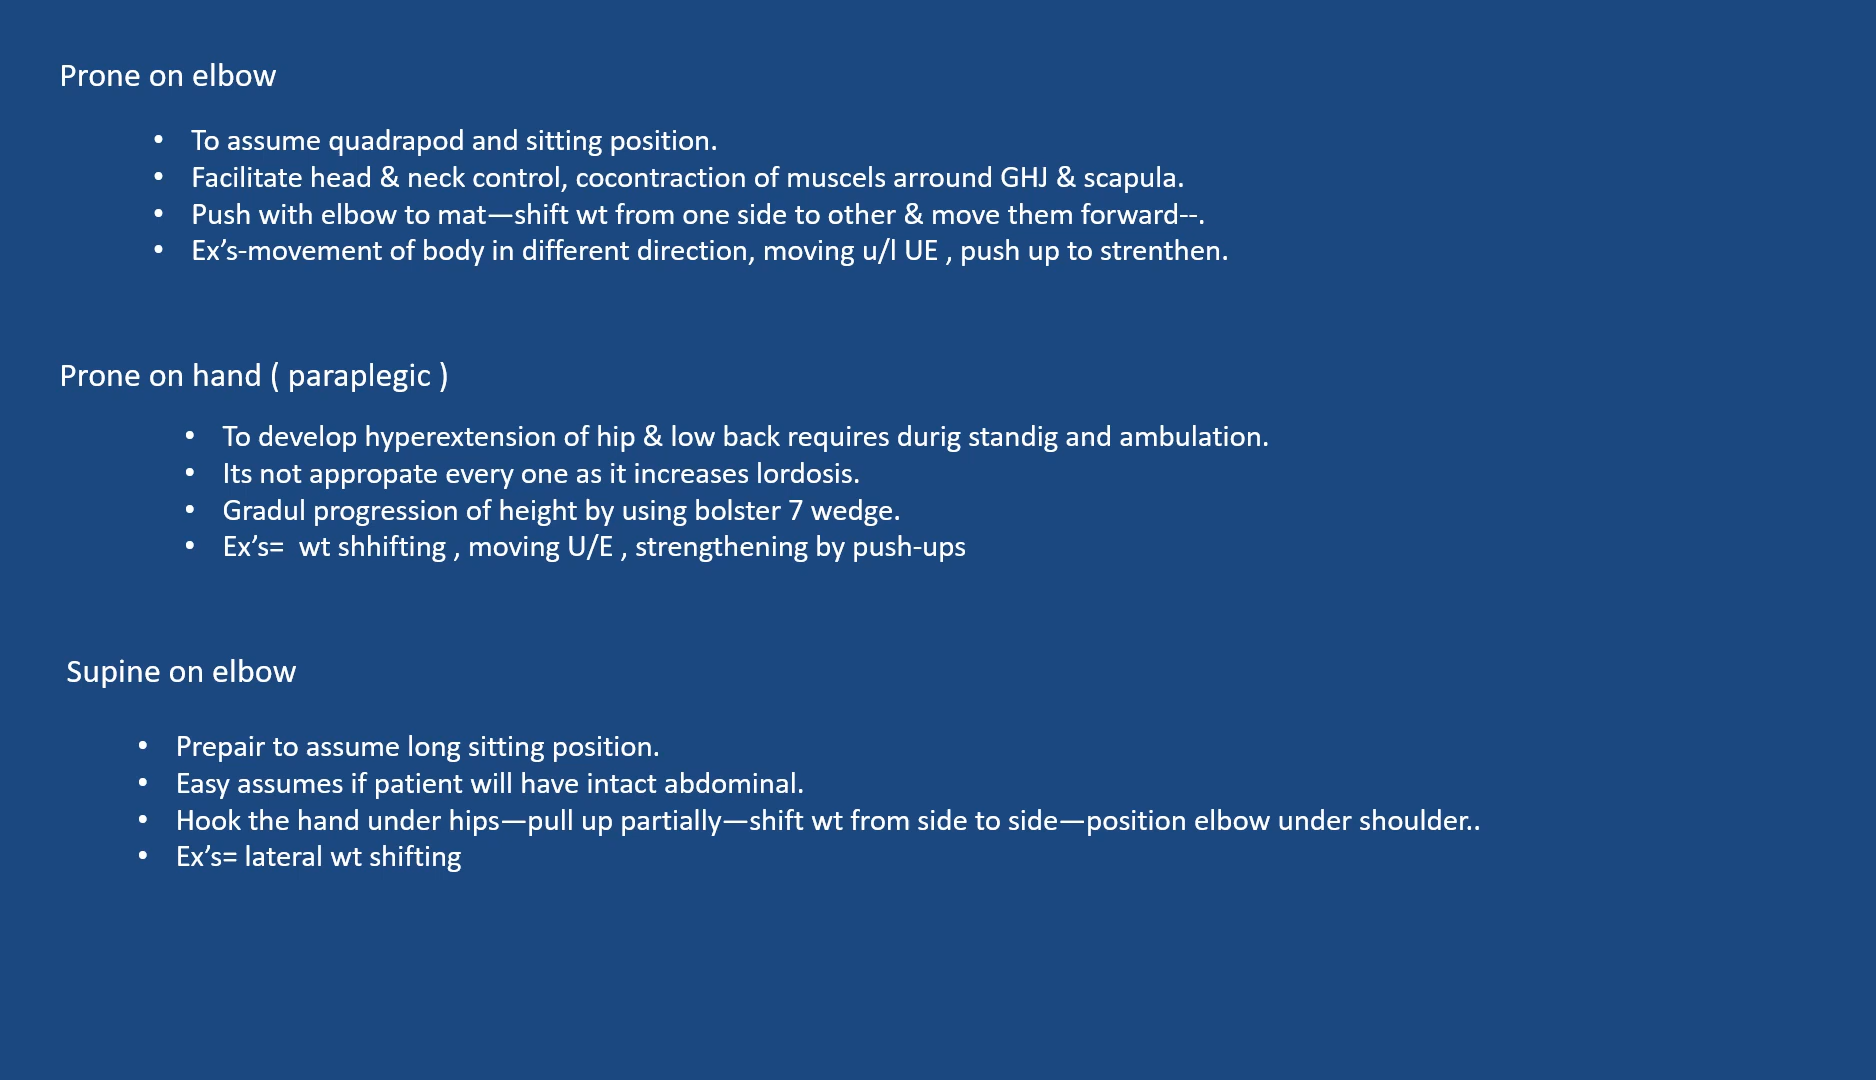 Prone on elbow
• To assume quadrapod and sitting position.
• Facilitate head & neck control, cocontraction of muscels arround GHJ & scapula.
• Push with elbow to mat—shift wt from one side to other & move them forward--.
• Ex’s-movement of body in different direction, moving u/l UE , push up to strenthen.
Prone on hand ( paraplegic )
• To develop hyperextension of hip & low back requires durig standig and ambulation.
• Its not appropate every one as it increases lordosis.
• Gradul progression of height by using bolster 7 wedge.
• Ex’s=  wt shhifting , moving U/E , strengthening by push-ups
Supine on elbow
• Prepair to assume long sitting position.
• Easy assumes if patient will have intact abdominal.
• Hook the hand under hips—pull up partially—shift wt from side to side—position elbow under shoulder..
• Ex’s= lateral wt shifting